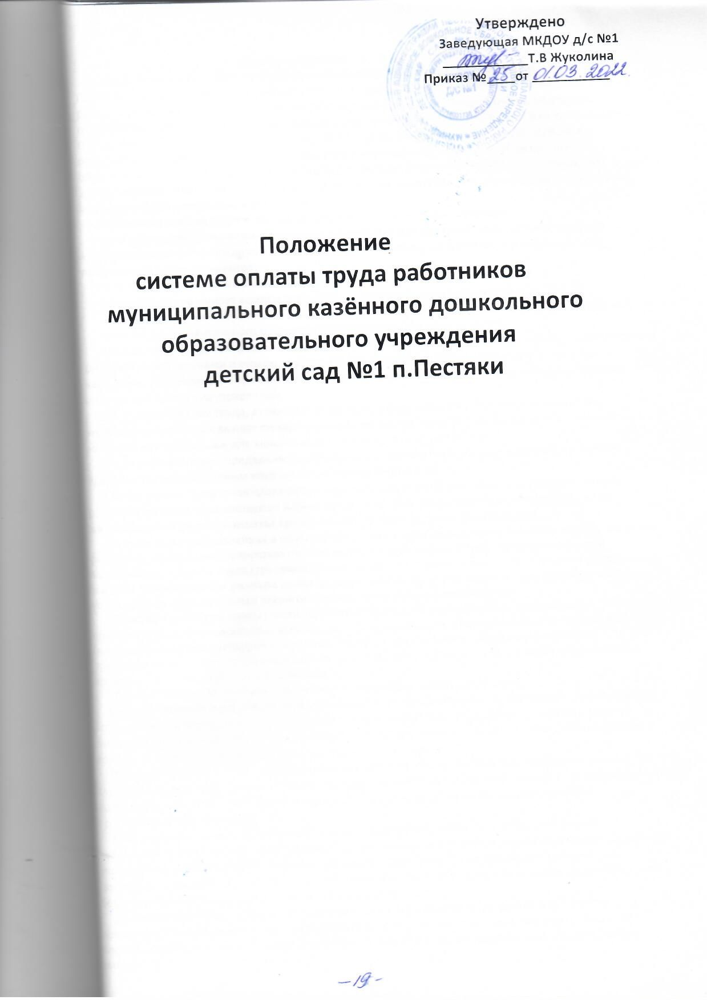 Утверждено
Заведующая МКДОУ д/с №1
Т.В Жуколина
Приказ № 25 от 01.03.2022
Д/С №1
Положение
системе оплаты труда работников
муниципального казённого дошкольного
образовательного учреждения
детский сад №1 п.Пестяки
-19-